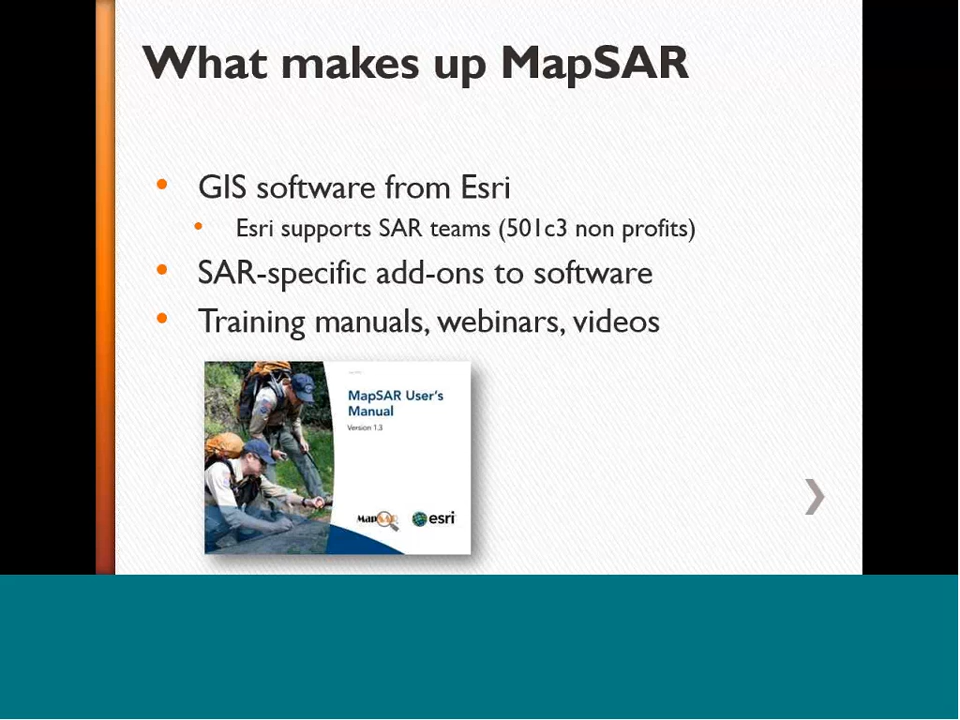 What makes up MapSAR
• GIS software from Esri
• Esri supports SAR teams (501c3 non profits)
• SAR-specific add-ons to software
• Training manuals, webinars, videos
MapSAR User's
Manual
Version 1.3
MapSAR esri